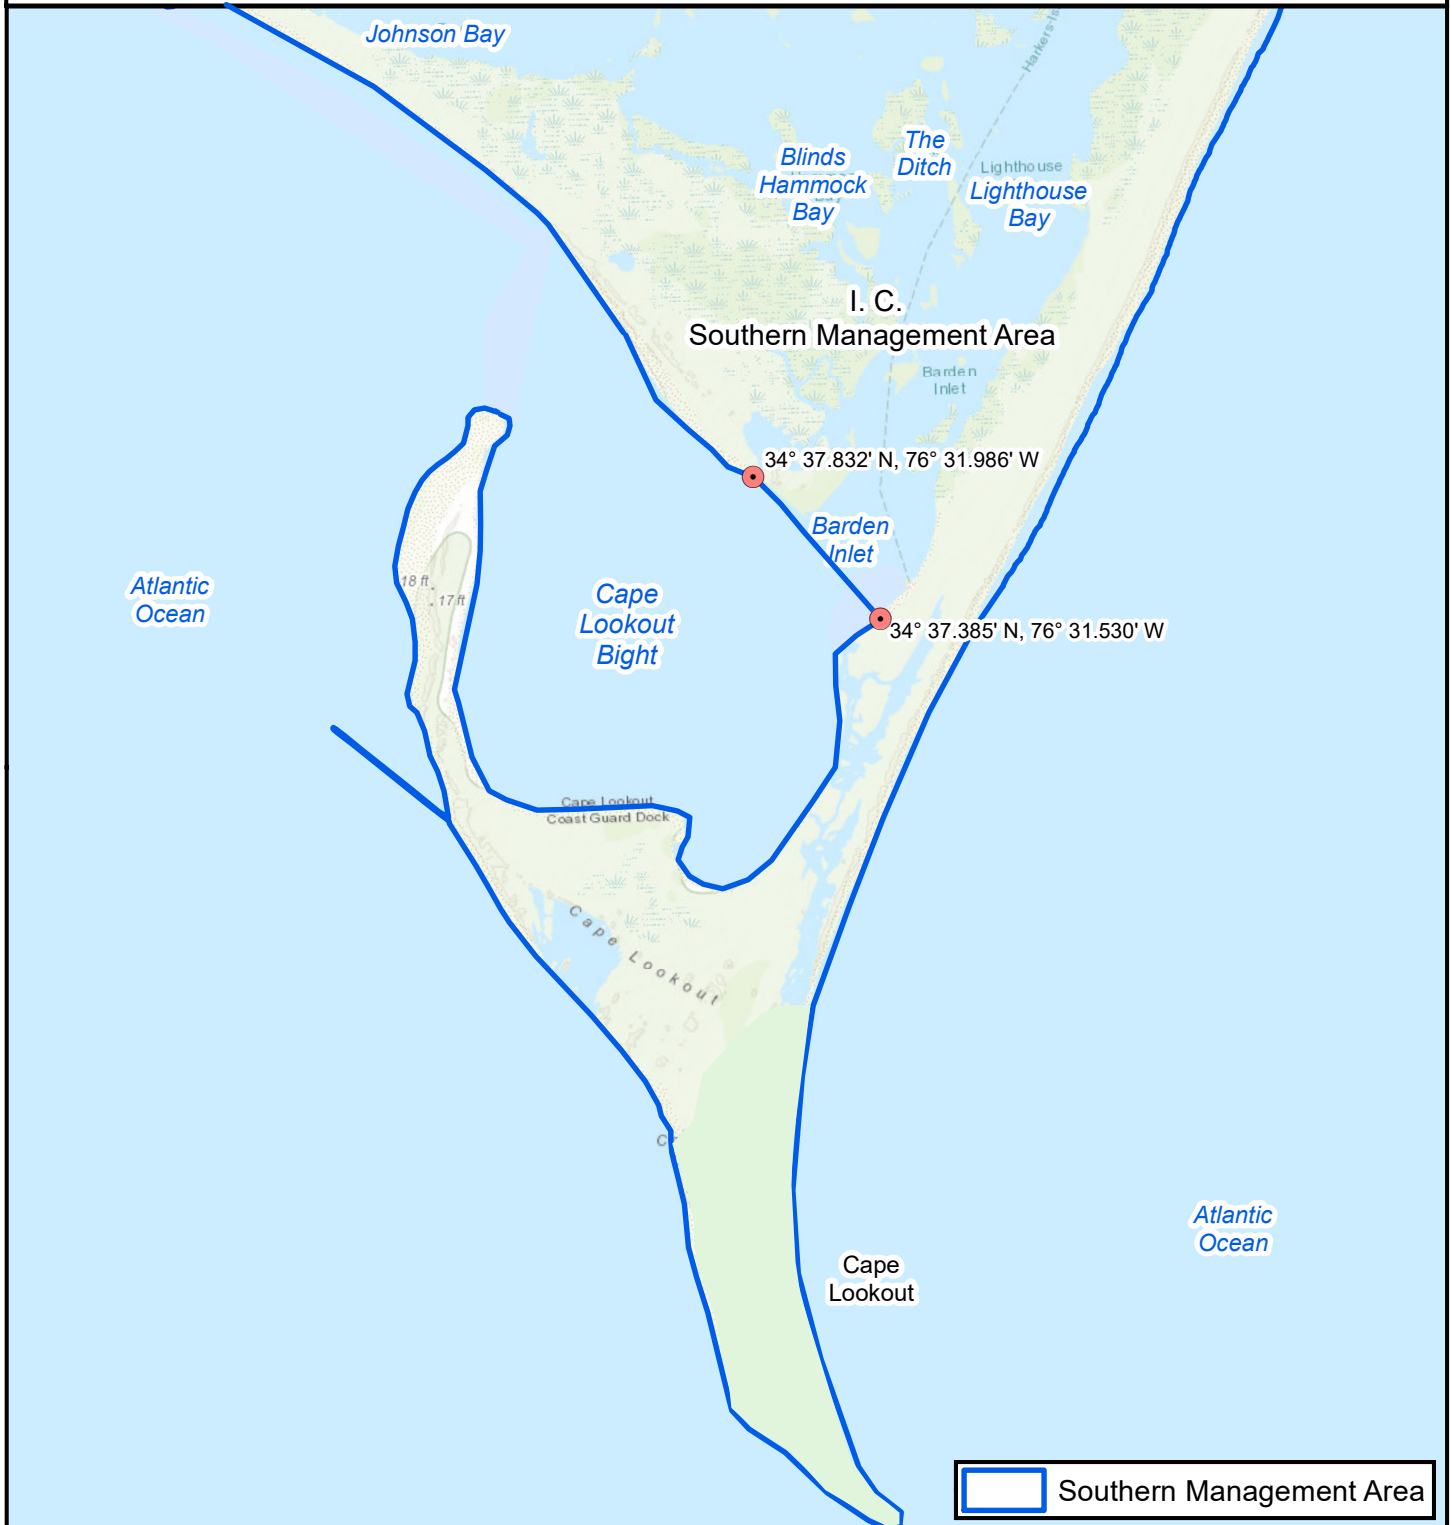 Johnson Bay
Harkers Is
The
Ditch
Blinds
Hammock
Bay
Lighthouse
Lighthouse
Bay
I. C.
Southern Management Area
Barden
Inlet
34° 37.832' N, 76° 31.986' W
Barden
Inlet
18 ft
17 ft
Atlantic
Ocean
Cape
Lookout
Bight
34° 37.385' N, 76° 31.530' W
Cape Lookout
Coast Guard Dock
Cape Lookout
Atlantic
Ocean
Cape
Lookout
Southern Management Area